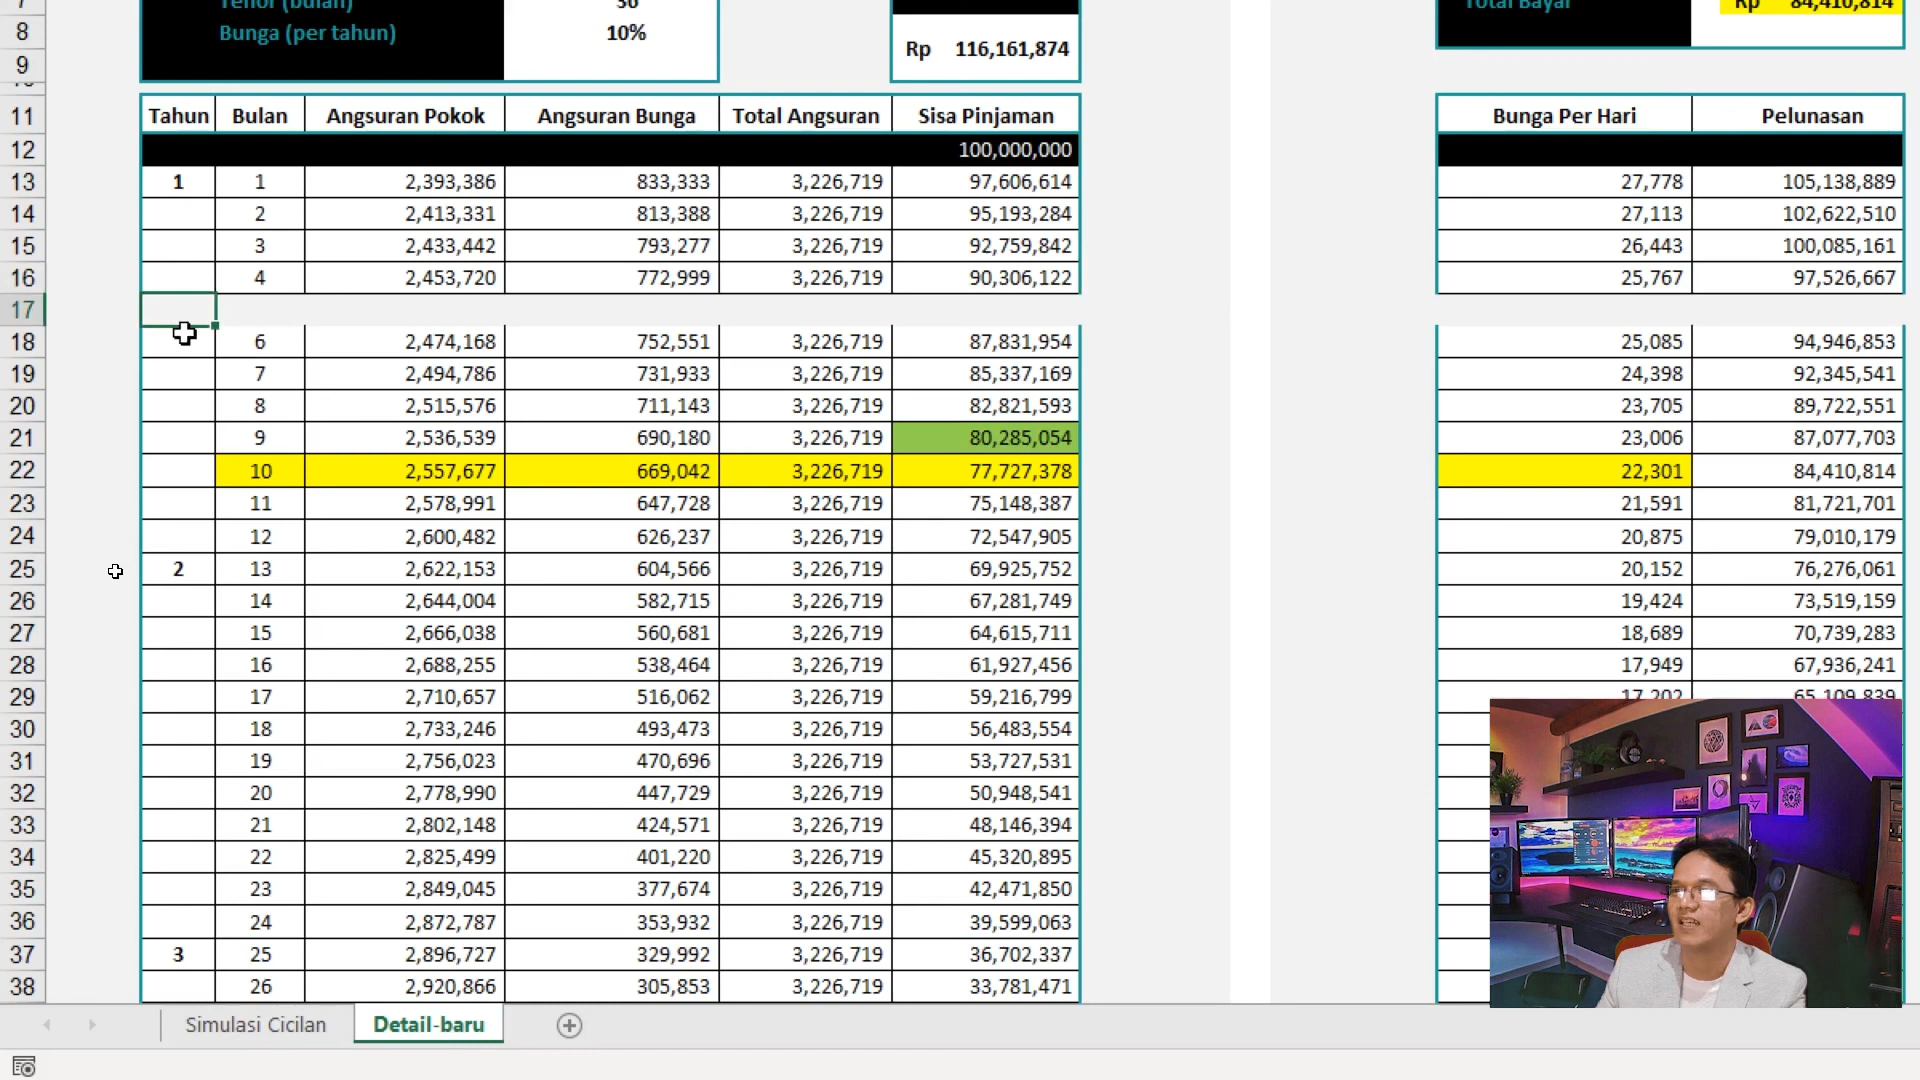 7 Tenor (bulan) 36 Total Bayar Rp 84,410,814
8 Bunga (per tahun) 10% Rp 116,161,874
9
10
11 Tahun Bulan Angsuran Pokok Angsuran Bunga Total Angsuran Sisa Pinjaman Bunga Per Hari Pelunasan
12 100,000,000
13 1 1 2,393,386 833,333 3,226,719 97,606,614 27,778 105,138,889
14 2 2,413,331 813,388 3,226,719 95,193,284 27,113 102,622,510
15 3 2,433,442 793,277 3,226,719 92,759,842 26,443 100,085,161
16 4 2,453,720 772,999 3,226,719 90,306,122 25,767 97,526,667
17
18 6 2,474,168 752,551 3,226,719 87,831,954 25,085 94,946,853
19 7 2,494,786 731,933 3,226,719 85,337,169 24,398 92,345,541
20 8 2,515,576 711,143 3,226,719 82,821,593 23,705 89,722,551
21 9 2,536,539 690,180 3,226,719 80,285,054 23,006 87,077,703
22 10 2,557,677 669,042 3,226,719 77,727,378 22,301 84,410,814
23 11 2,578,991 647,728 3,226,719 75,148,387 21,591 81,721,701
24 12 2,600,482 626,237 3,226,719 72,547,905 20,875 79,010,179
25 2 13 2,622,153 604,566 3,226,719 69,925,752 20,152 76,276,061
26 14 2,644,004 582,715 3,226,719 67,281,749 19,424 73,519,159
27 15 2,666,038 560,681 3,226,719 64,615,711 18,689 70,739,283
28 16 2,688,255 538,464 3,226,719 61,927,456 17,949 67,936,241
29 17 2,710,657 516,062 3,226,719 59,216,799 17,202 65,109,839
30 18 2,733,246 493,473 3,226,719 56,483,554
31 19 2,756,023 470,696 3,226,719 53,727,531
32 20 2,778,990 447,729 3,226,719 50,948,541
33 21 2,802,148 424,571 3,226,719 48,146,394
34 22 2,825,499 401,220 3,226,719 45,320,895
35 23 2,849,045 377,674 3,226,719 42,471,850
36 24 2,872,787 353,932 3,226,719 39,599,063
37 3 25 2,896,727 329,992 3,226,719 36,702,337
38 26 2,920,866 305,853 3,226,719 33,781,471
Simulasi Cicilan Detail-baru